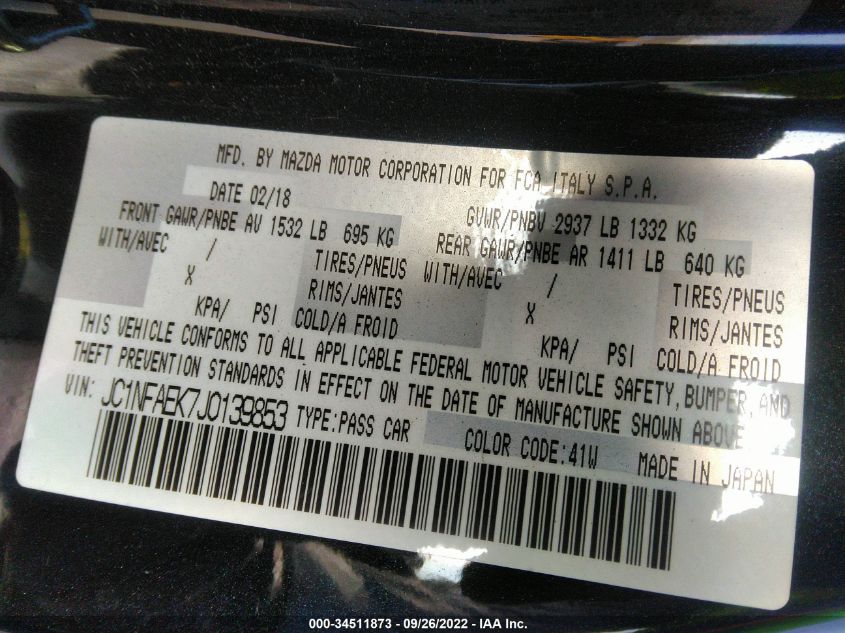 MFD. BY MAZDA MOTOR CORPORATION FOR FCA ITALY S.P.A.
DATE 02/18 GVWR/PNBV 2937 LB 1332 KG
FRONT GAWR/PNBE AV 1532 LB 695 KG REAR GAWR/PNBE AR 1411 LB 640 KG
WITH/AVEC / TIRES/PNEUS WITH/AVEC / TIRES/PNEUS
X RIMS/JANTES X RIMS/JANTES
KPA/ PSI COLD/A FROID KPA/ PSI COLD/A FROID
THIS VEHICLE CONFORMS TO ALL APPLICABLE FEDERAL MOTOR VEHICLE SAFETY, BUMPER, AND
THEFT PREVENTION STANDARDS IN EFFECT ON THE DATE OF MANUFACTURE SHOWN ABOVE
VIN: JC1NFAEK7J0139853 TYPE:PASS CAR COLOR CODE:41W MADE IN JAPAN
000-34511873 - 09/26/2022 - IAA Inc.